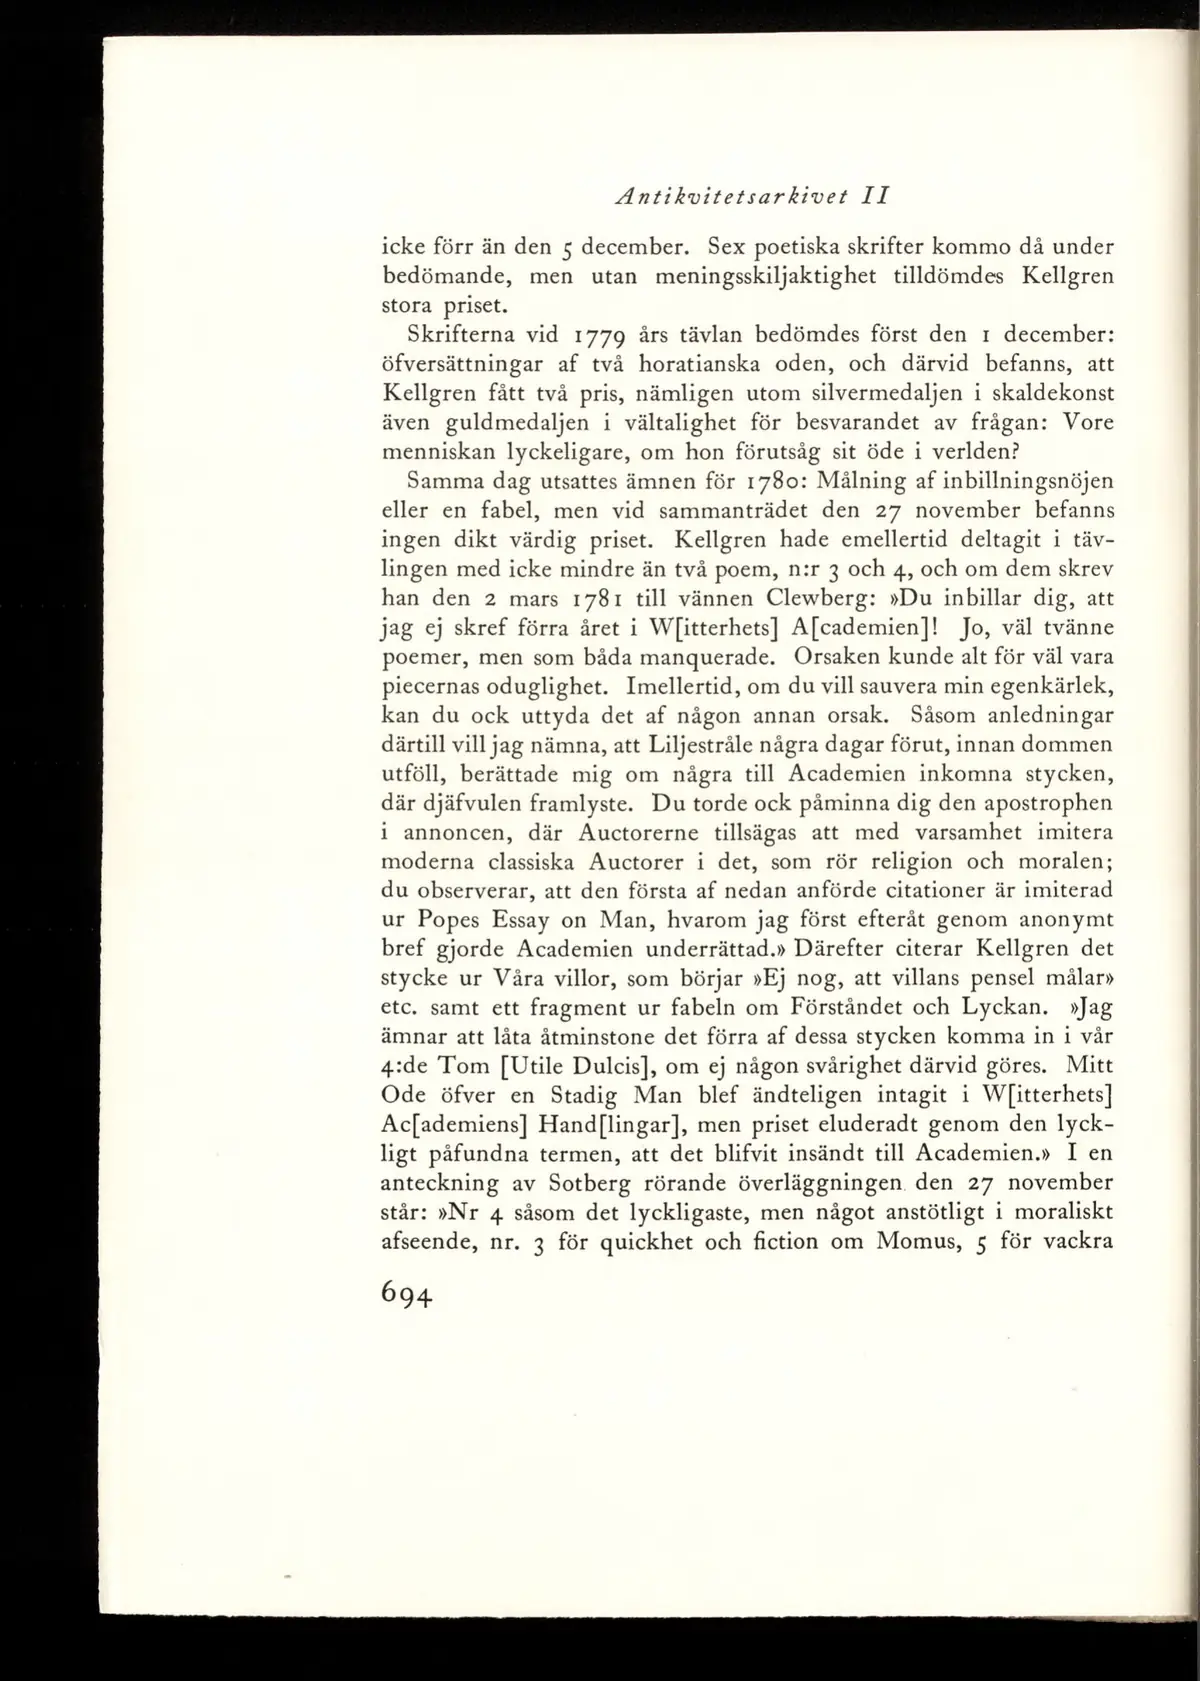 Antikvitetsarkivet II
icke förr än den 5 december. Sex poetiska skrifter kommo då under
bedömande, men utan meningsskiljaktighet tilldömdes Kellgren
stora priset.
Skrifterna vid 1779 års tävlan bedömdes först den 1 december:
öfversättningar af två horatianska oden, och därvid befanns, att
Kellgren fått två pris, nämligen utom silvermedaljen i skaldekonst
även guldmedaljen i vältalighet för besvarandet av frågan: Vore
menniskan lyckeligare, om hon förutsåg sit öde i verlden?
Samma dag utsattes ämnen för 1780: Målning af inbillningsnöjen
eller en fabel, men vid sammanträdet den 27 november befanns
ingen dikt värdig priset. Kellgren hade emellertid deltagit i täv-
lingen med icke mindre än två poem, n:r 3 och 4, och om dem skrev
han den 2 mars 1781 till vännen Clewberg: »Du inbillar dig, att
jag ej skref förra året i W[itterhets] A[cademien]! Jo, väl tvänne
poemer, men som båda manquerade. Orsaken kunde alt för väl vara
piecernas oduglighet. Imellertid, om du vill sauvera min egenkärlek,
kan du ock uttyda det af någon annan orsak. Såsom anledningar
därtill vill jag nämna, att Liljestråle några dagar förut, innan dommen
utföll, berättade mig om några till Academien inkomna stycken,
där djäfvulen framlyste. Du torde ock påminna dig den apostrophen
i annoncen, där Auctorerne tillsägas att med varsamhet imitera
moderna classiska Auctorer i det, som rör religion och moralen;
du observerar, att den första af nedan anförde citationer är imiterad
ur Popes Essay on Man, hvarom jag först efteråt genom anonymt
bref gjorde Academien underrättad.» Därefter citerar Kellgren det
stycke ur Våra villor, som börjar »Ej nog, att villans pensel målar»
etc. samt ett fragment ur fabeln om Förståndet och Lyckan. »Jag
ämnar att låta åtminstone det förra af dessa stycken komma in i vår
4:de Tom [Utile Dulcis], om ej någon svårighet därvid göres. Mitt
Ode öfver en Stadig Man blef ändteligen intagit i W[itterhets]
Ac[ademiens] Hand[lingar], men priset eluderadt genom den lyck-
ligt påfundna termen, att det blifvit insändt till Academien.» I en
anteckning av Sotberg rörande överläggningen den 27 november
står: »Nr 4 såsom det lyckligaste, men något anstötligt i moraliskt
afseende, nr. 3 för quickhet och fiction om Momus, 5 för vackra
694